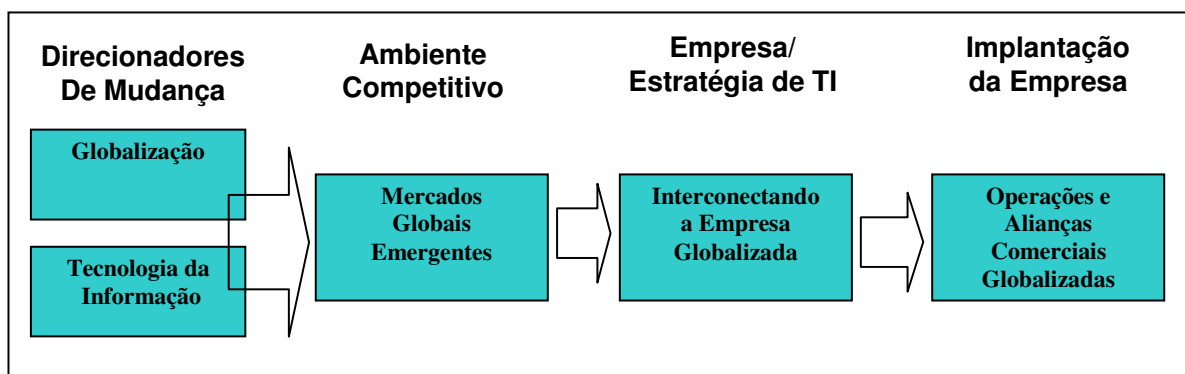 Direcionadores
De Mudança
Ambiente
Competitivo
Empresa/
Estratégia de TI
Implantação
da Empresa
Globalização
Tecnologia da
Informação
Mercados
Globais
Emergentes
Interconectando
a Empresa
Globalizada
Operações e
Alianças
Comerciais
Globalizadas